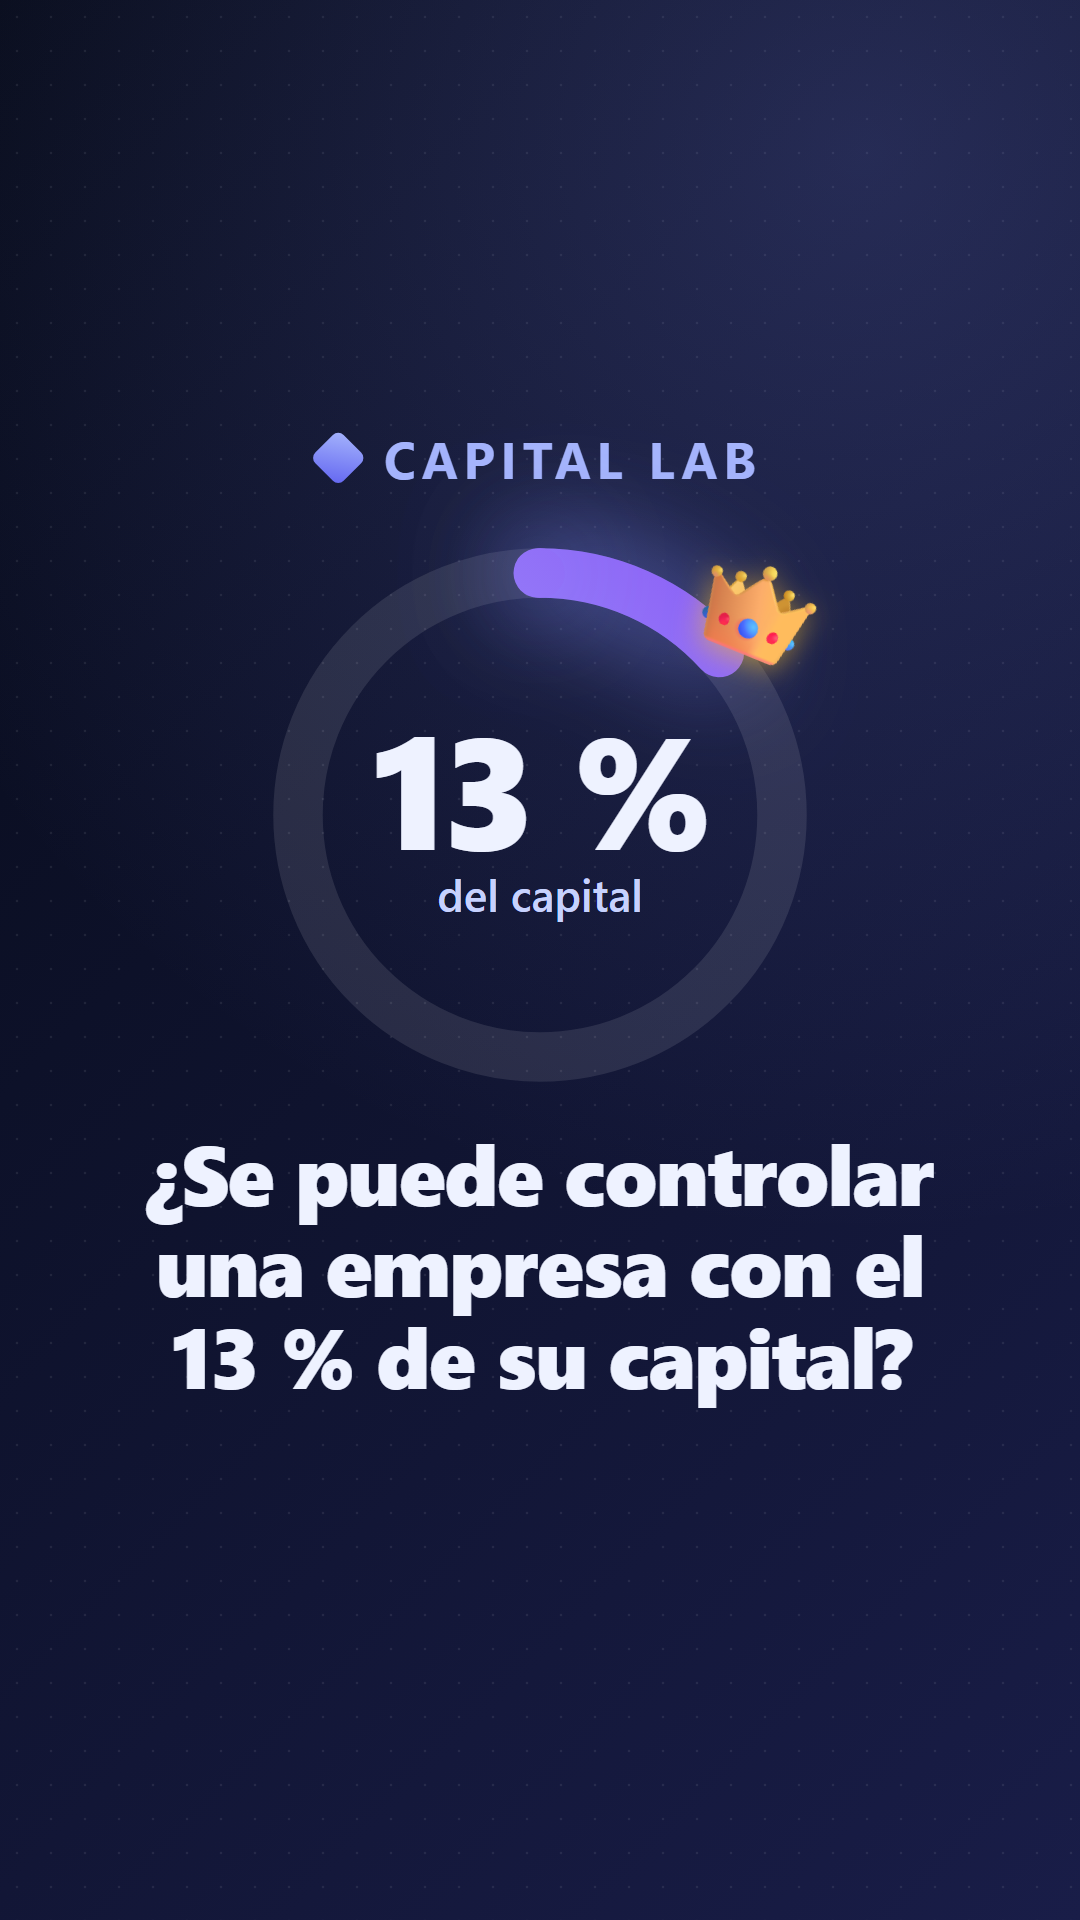 CAPITAL LAB
13 %
del capital
¿Se puede controlar
una empresa con el
13 % de su capital?